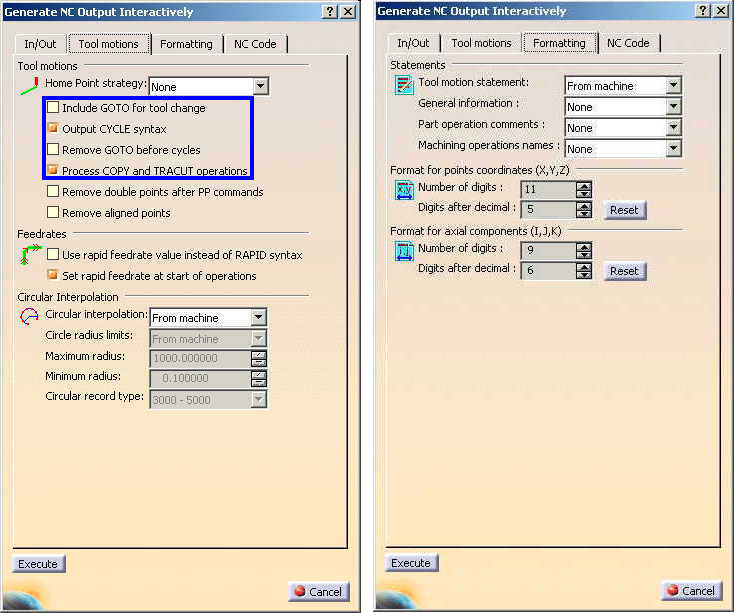 Generate NC Output Interactively
In/Out Tool motions Formatting NC Code
Tool motions
Home Point strategy: None
Include GOTO for tool change
Output CYCLE syntax
Remove GOTO before cycles
Process COPY and TRACUT operations
Remove double points after PP commands
Remove aligned points
Feedrates
Use rapid feedrate value instead of RAPID syntax
Set rapid feedrate at start of operations
Circular Interpolation
Circular interpolation: From machine
Circle radius limits: From machine
Maximum radius: 1000.000000
Minimum radius: 0.100000
Circular record type: 3000 - 5000
Execute
Cancel
Generate NC Output Interactively
In/Out Tool motions Formatting NC Code
Statements
Tool motion statement: From machine
General information : None
Part operation comments : None
Machining operations names : None
Format for points coordinates (X,Y,Z)
Number of digits : 11
Digits after decimal : 5 Reset
Format for axial components (I,J,K)
Number of digits : 9
Digits after decimal : 6 Reset
Execute
Cancel